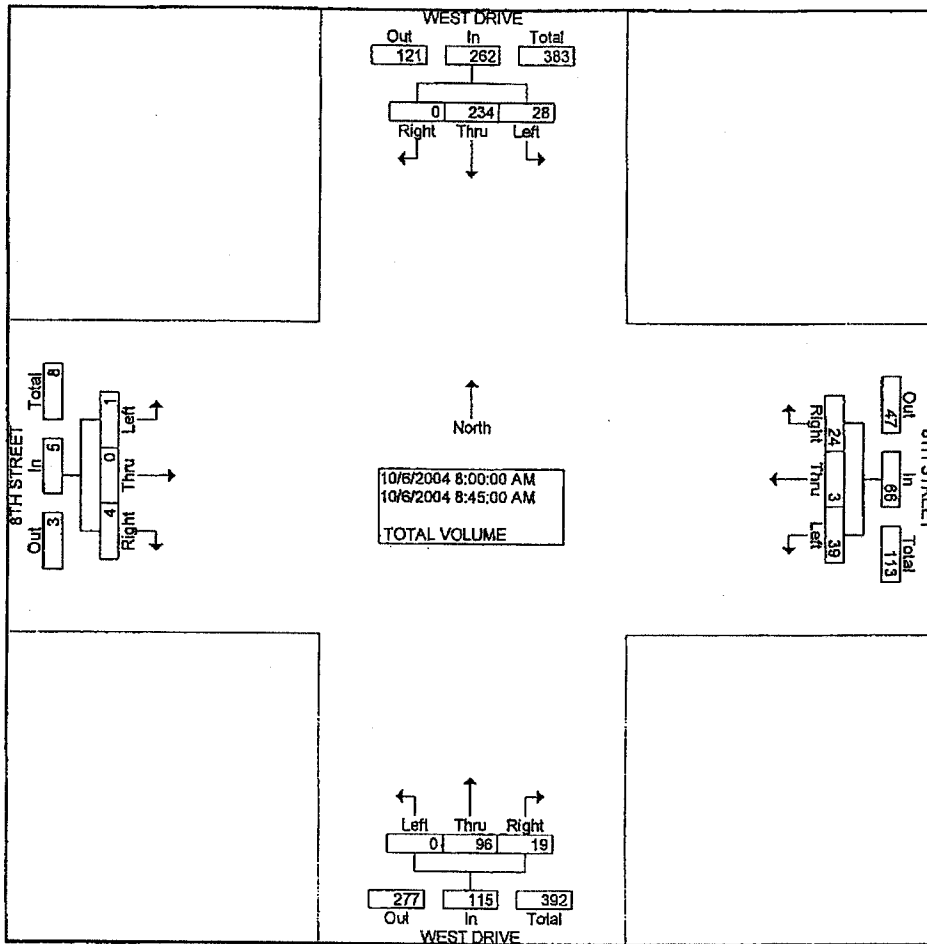 WEST DRIVE
Out In Total
121 262 383
0 234 28
Right Thru Left
8TH STREET
Total In Out
8 5 3
1 0 4
Left Thru Right
North
10/6/2004 8:00:00 AM
10/6/2004 8:45:00 AM
TOTAL VOLUME
Right Thru Left
24 3 39
47 66 113
Out In Total
8TH STREET
Left Thru Right
0 96 19
277 115 392
Out In Total
WEST DRIVE